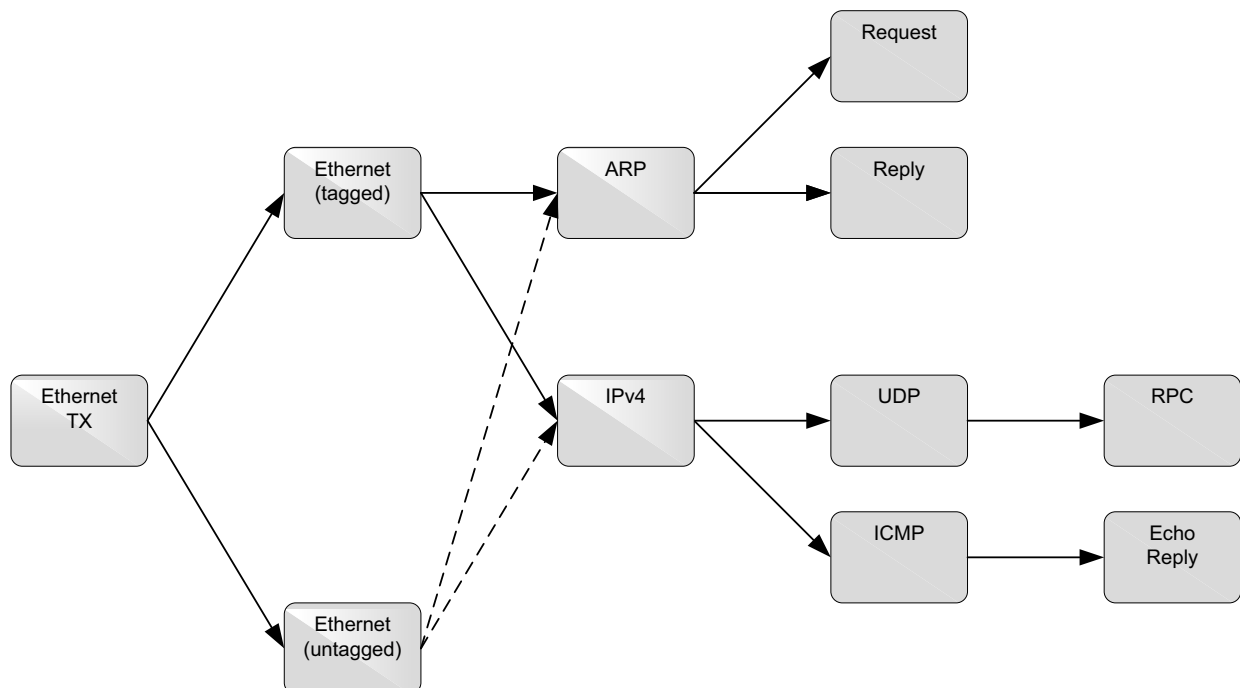 Request
Ethernet
(tagged)
ARP
Reply
Ethernet
TX
IPv4
UDP
RPC
ICMP
Echo
Reply
Ethernet
(untagged)